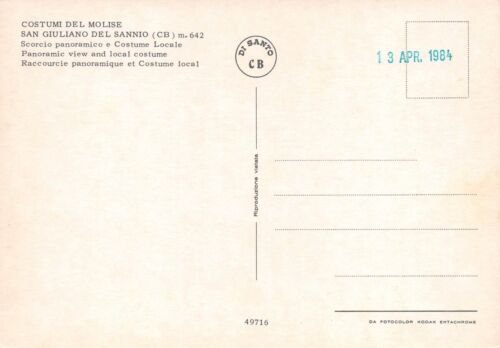 COSTUMI DEL MOLISE
SAN GIULIANO DEL SANNIO (CB) m. 642
Scorcio panoramico e Costume Locale
Panoramic view and local costume
Raccourcie panoramique et Costume local
DI SANTO
CB
13 APR. 1984
Riproduzione vietata
49716
DA FOTOCOLOR KODAK EKTACHROME